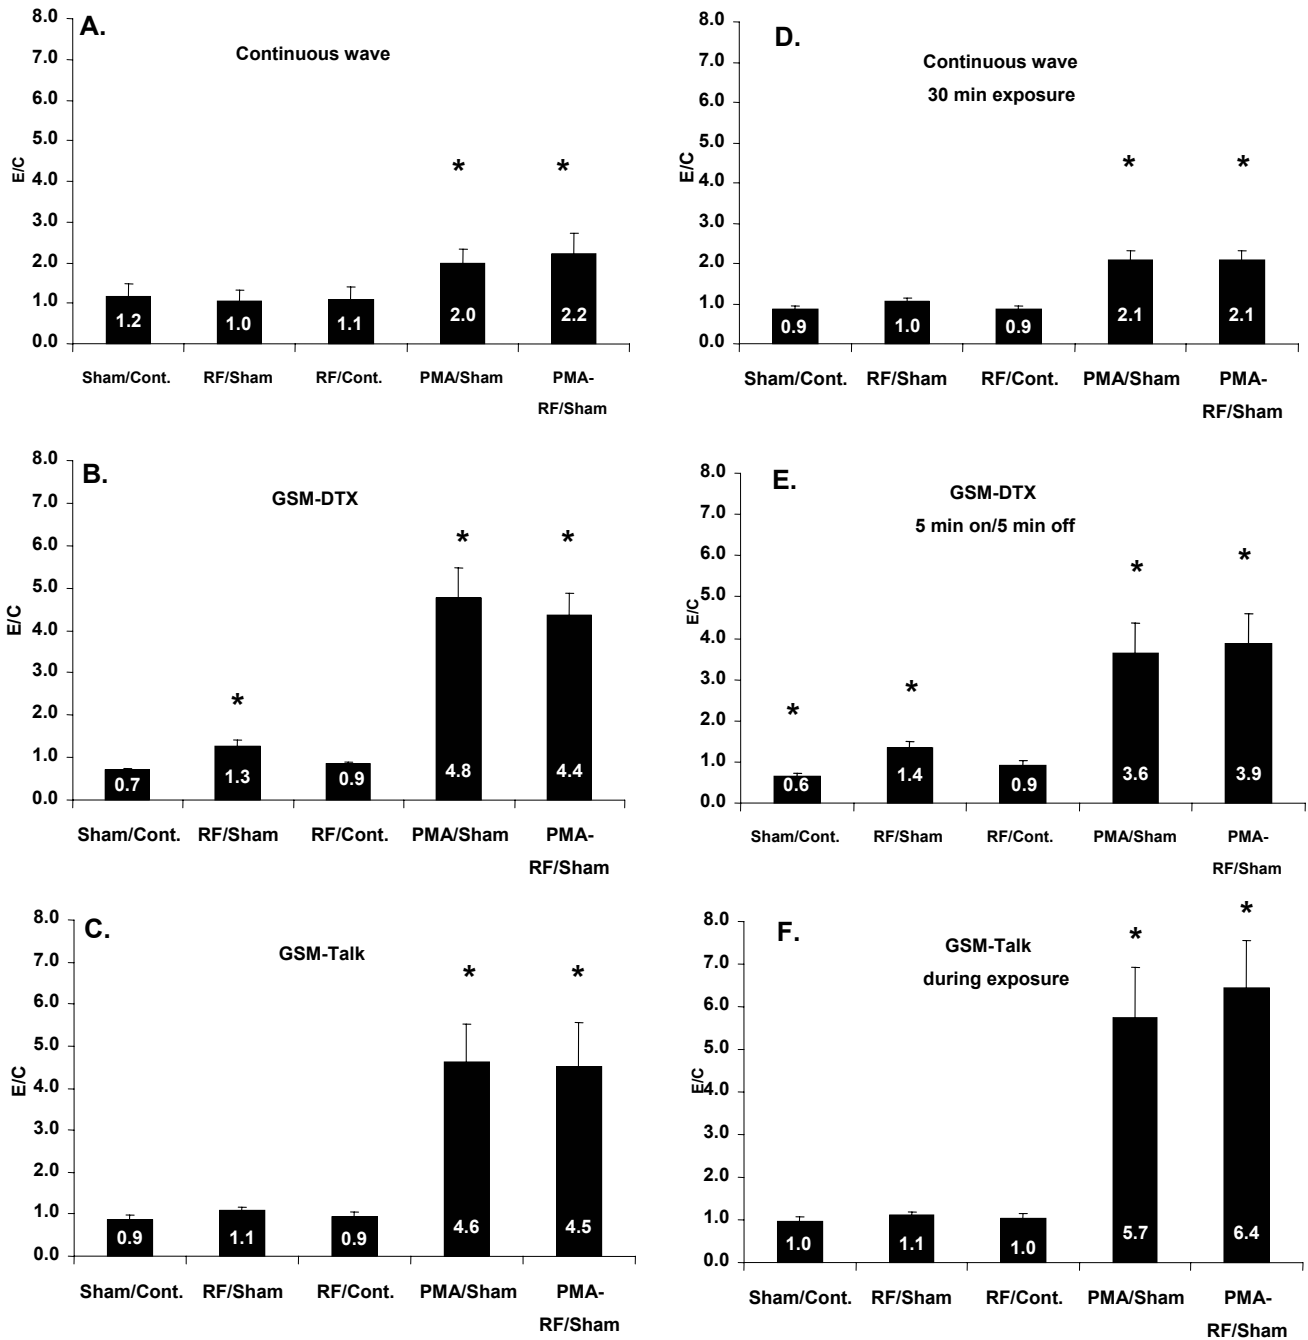 A.
Continuous wave
8.0
7.0
6.0
5.0
4.0
3.0
2.0
1.0
0.0
E/C
*
*
1.2
1.0
1.1
2.0
2.2
Sham/Cont.
RF/Sham
RF/Cont.
PMA/Sham
PMA-
RF/Sham
B.
GSM-DTX
8.0
7.0
6.0
5.0
4.0
3.0
2.0
1.0
0.0
E/C
*
*
*
0.7
1.3
0.9
4.8
4.4
Sham/Cont.
RF/Sham
RF/Cont.
PMA/Sham
PMA-
RF/Sham
C.
GSM-Talk
8.0
7.0
6.0
5.0
4.0
3.0
2.0
1.0
0.0
E/C
*
*
0.9
1.1
0.9
4.6
4.5
Sham/Cont.
RF/Sham
RF/Cont.
PMA/Sham
PMA-
RF/Sham
D.
Continuous wave
30 min exposure
8.0
7.0
6.0
5.0
4.0
3.0
2.0
1.0
0.0
E/C
*
*
0.9
1.0
0.9
2.1
2.1
Sham/Cont.
RF/Sham
RF/Cont.
PMA/Sham
PMA-
RF/Sham
E.
GSM-DTX
5 min on/5 min off
8.0
7.0
6.0
5.0
4.0
3.0
2.0
1.0
0.0
E/C
*
*
*
*
0.6
1.4
0.9
3.6
3.9
Sham/Cont.
RF/Sham
RF/Cont.
PMA/Sham
PMA-
RF/Sham
F.
GSM-Talk
during exposure
8.0
7.0
6.0
5.0
4.0
3.0
2.0
1.0
0.0
E/C
*
*
1.0
1.1
1.0
5.7
6.4
Sham/Cont.
RF/Sham
RF/Cont.
PMA/Sham
PMA-
RF/Sham